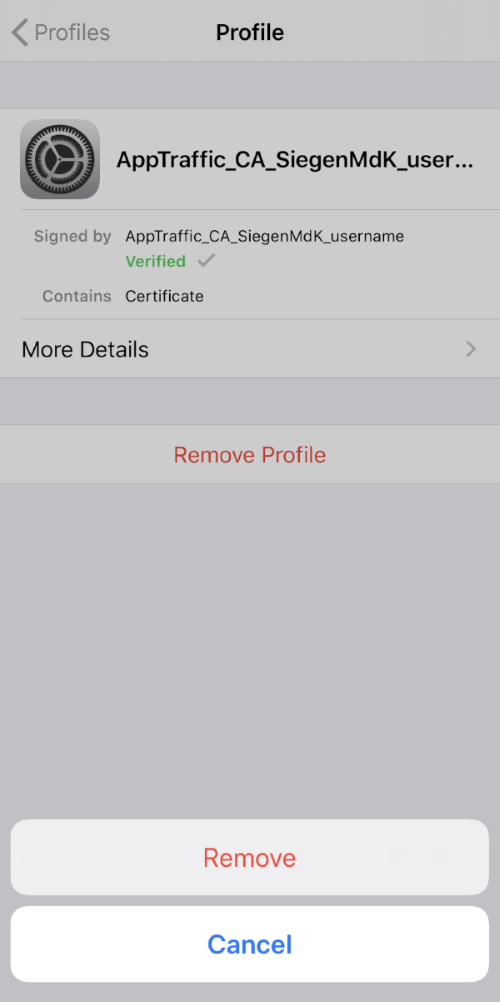 Profiles
Profile
AppTraffic_CA_SiegenMdK_user...
Signed by AppTraffic_CA_SiegenMdK_username
Verified
Contains Certificate
More Details
Remove Profile
Remove
Cancel